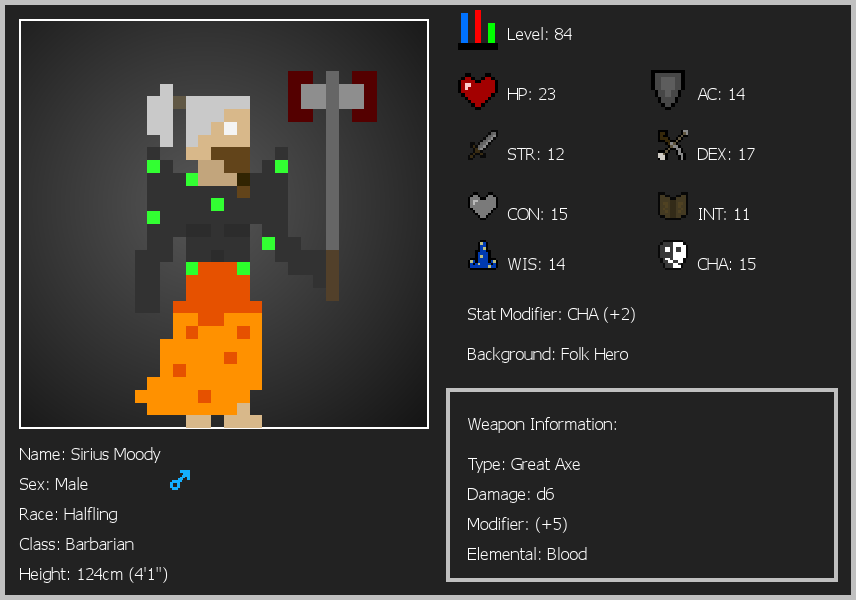 Level: 84
HP: 23
AC: 14
STR: 12
DEX: 17
CON: 15
INT: 11
WIS: 14
CHA: 15
Stat Modifier: CHA (+2)
Background: Folk Hero
Weapon Information:
Type: Great Axe
Damage: d6
Modifier: (+5)
Elemental: Blood
Name: Sirius Moody
Sex: Male
Race: Halfling
Class: Barbarian
Height: 124cm (4'1")